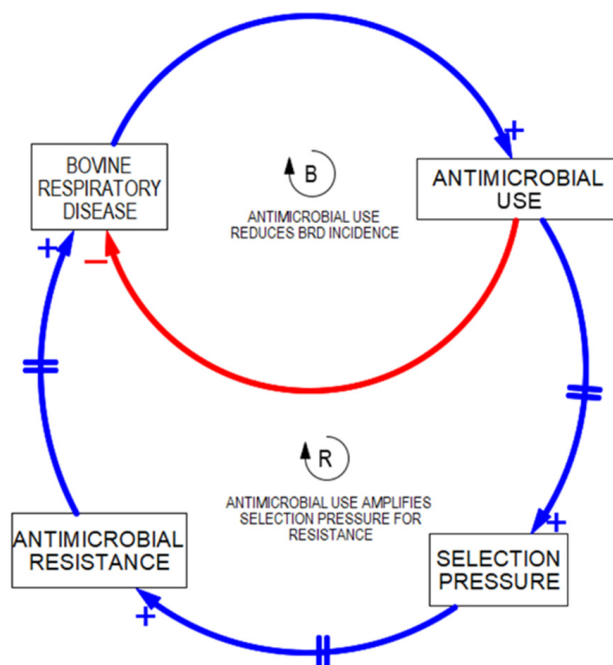 BOVINE
RESPIRATORY
DISEASE
+
B
ANTIMICROBIAL USE
REDUCES BRD INCIDENCE
+
ANTIMICROBIAL
USE
+
−
R
ANTIMICROBIAL USE AMPLIFIES
SELECTION PRESSURE FOR
RESISTANCE
ANTIMICROBIAL
RESISTANCE
+
+
SELECTION
PRESSURE